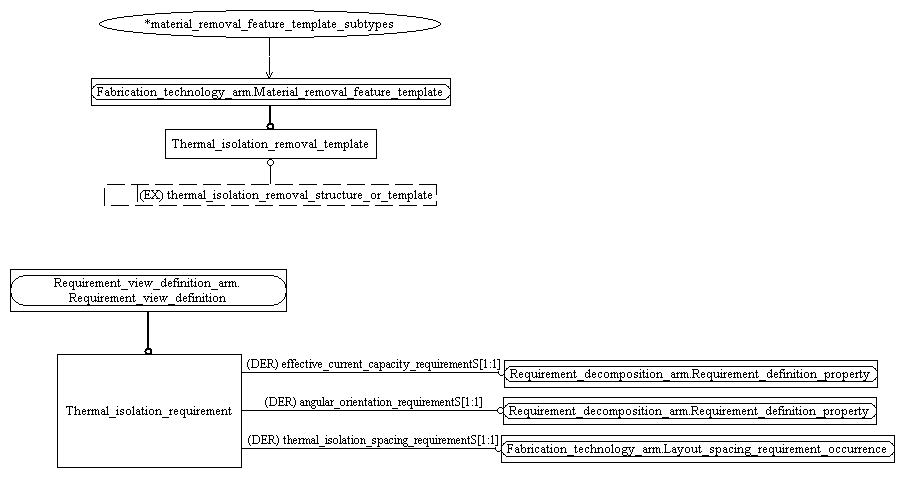 *material_removal_feature_template_subtypes
Fabrication_technology_arm.Material_removal_feature_template
Thermal_isolation_removal_template
(EX) thermal_isolation_removal_structure_or_template
Requirement_view_definition_arm.
Requirement_view_definition
Thermal_isolation_requirement
(DER) effective_current_capacity_requirementS[1:1]
Requirement_decomposition_arm.Requirement_definition_property
(DER) angular_orientation_requirementS[1:1]
Requirement_decomposition_arm.Requirement_definition_property
(DER) thermal_isolation_spacing_requirementS[1:1]
Fabrication_technology_arm.Layout_spacing_requirement_occurrence